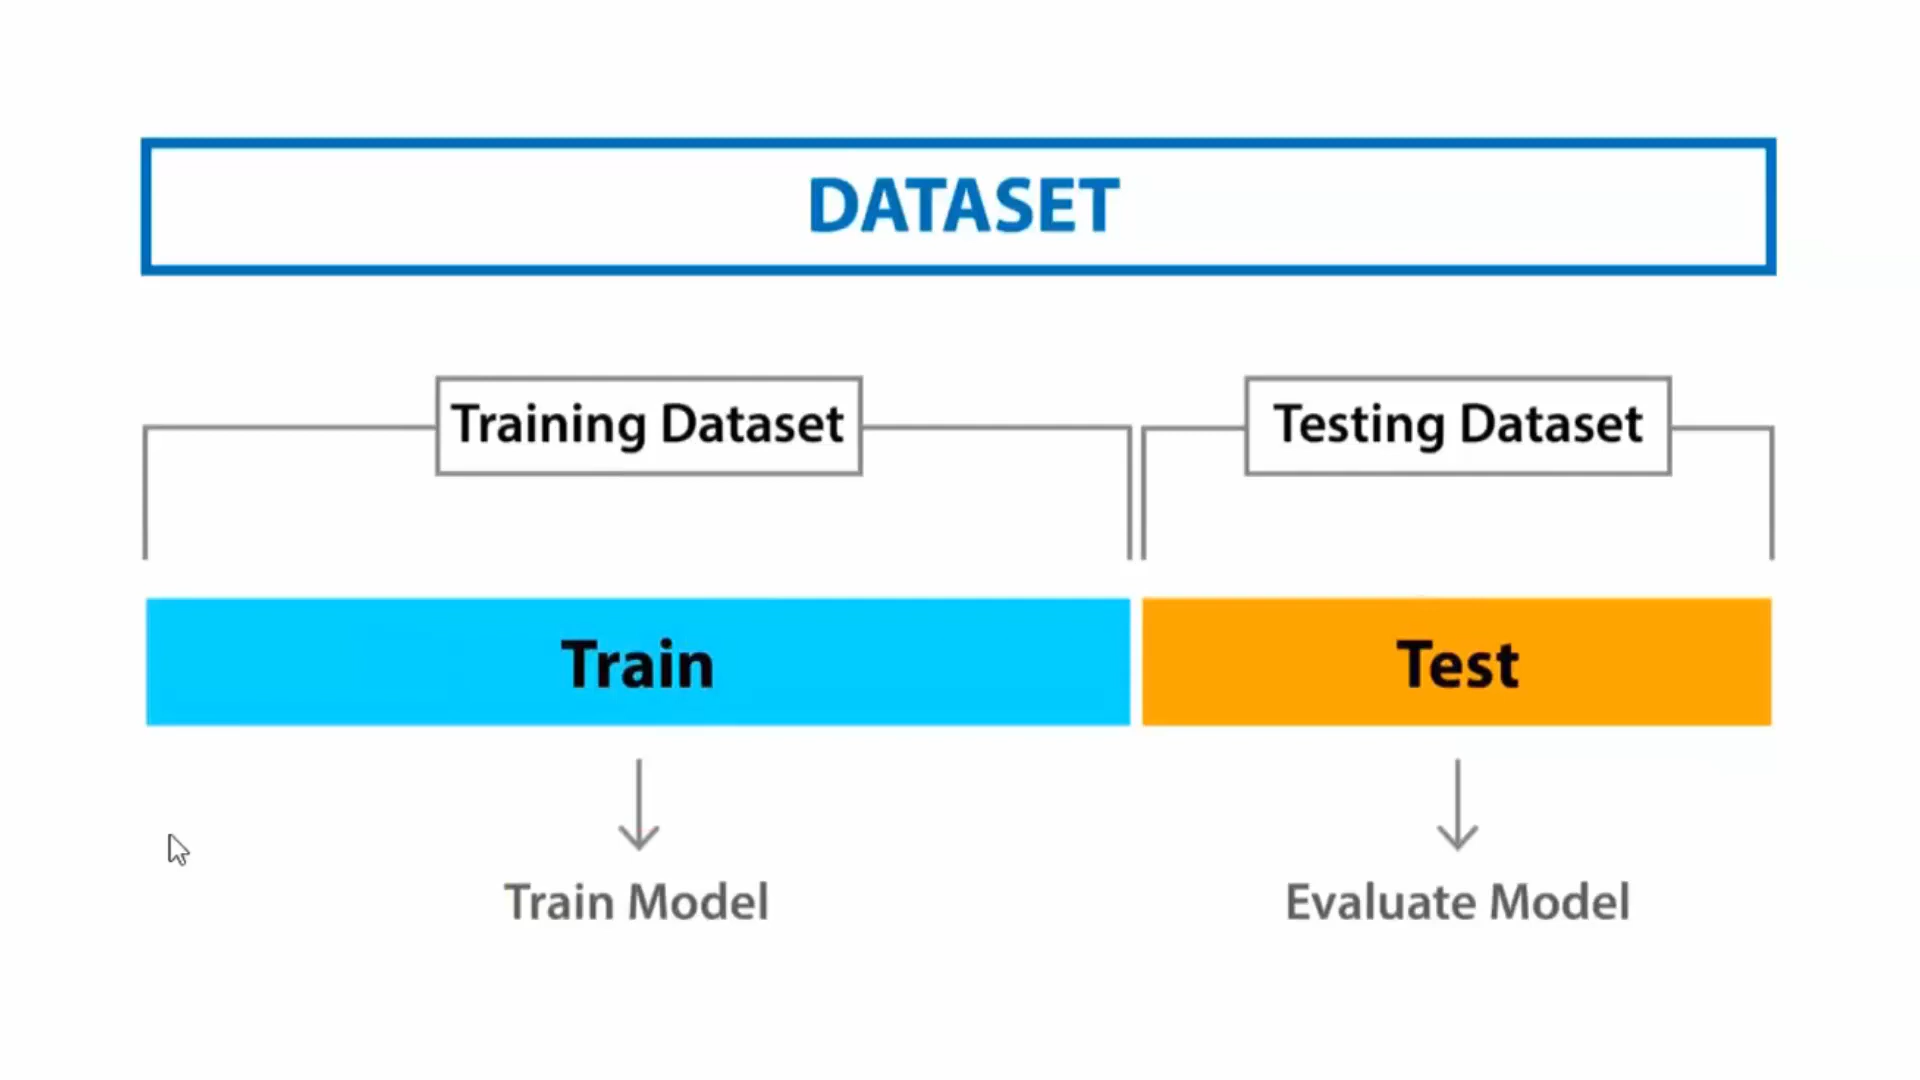 DATASET
Training Dataset
Testing Dataset
Train
Test
Train Model
Evaluate Model